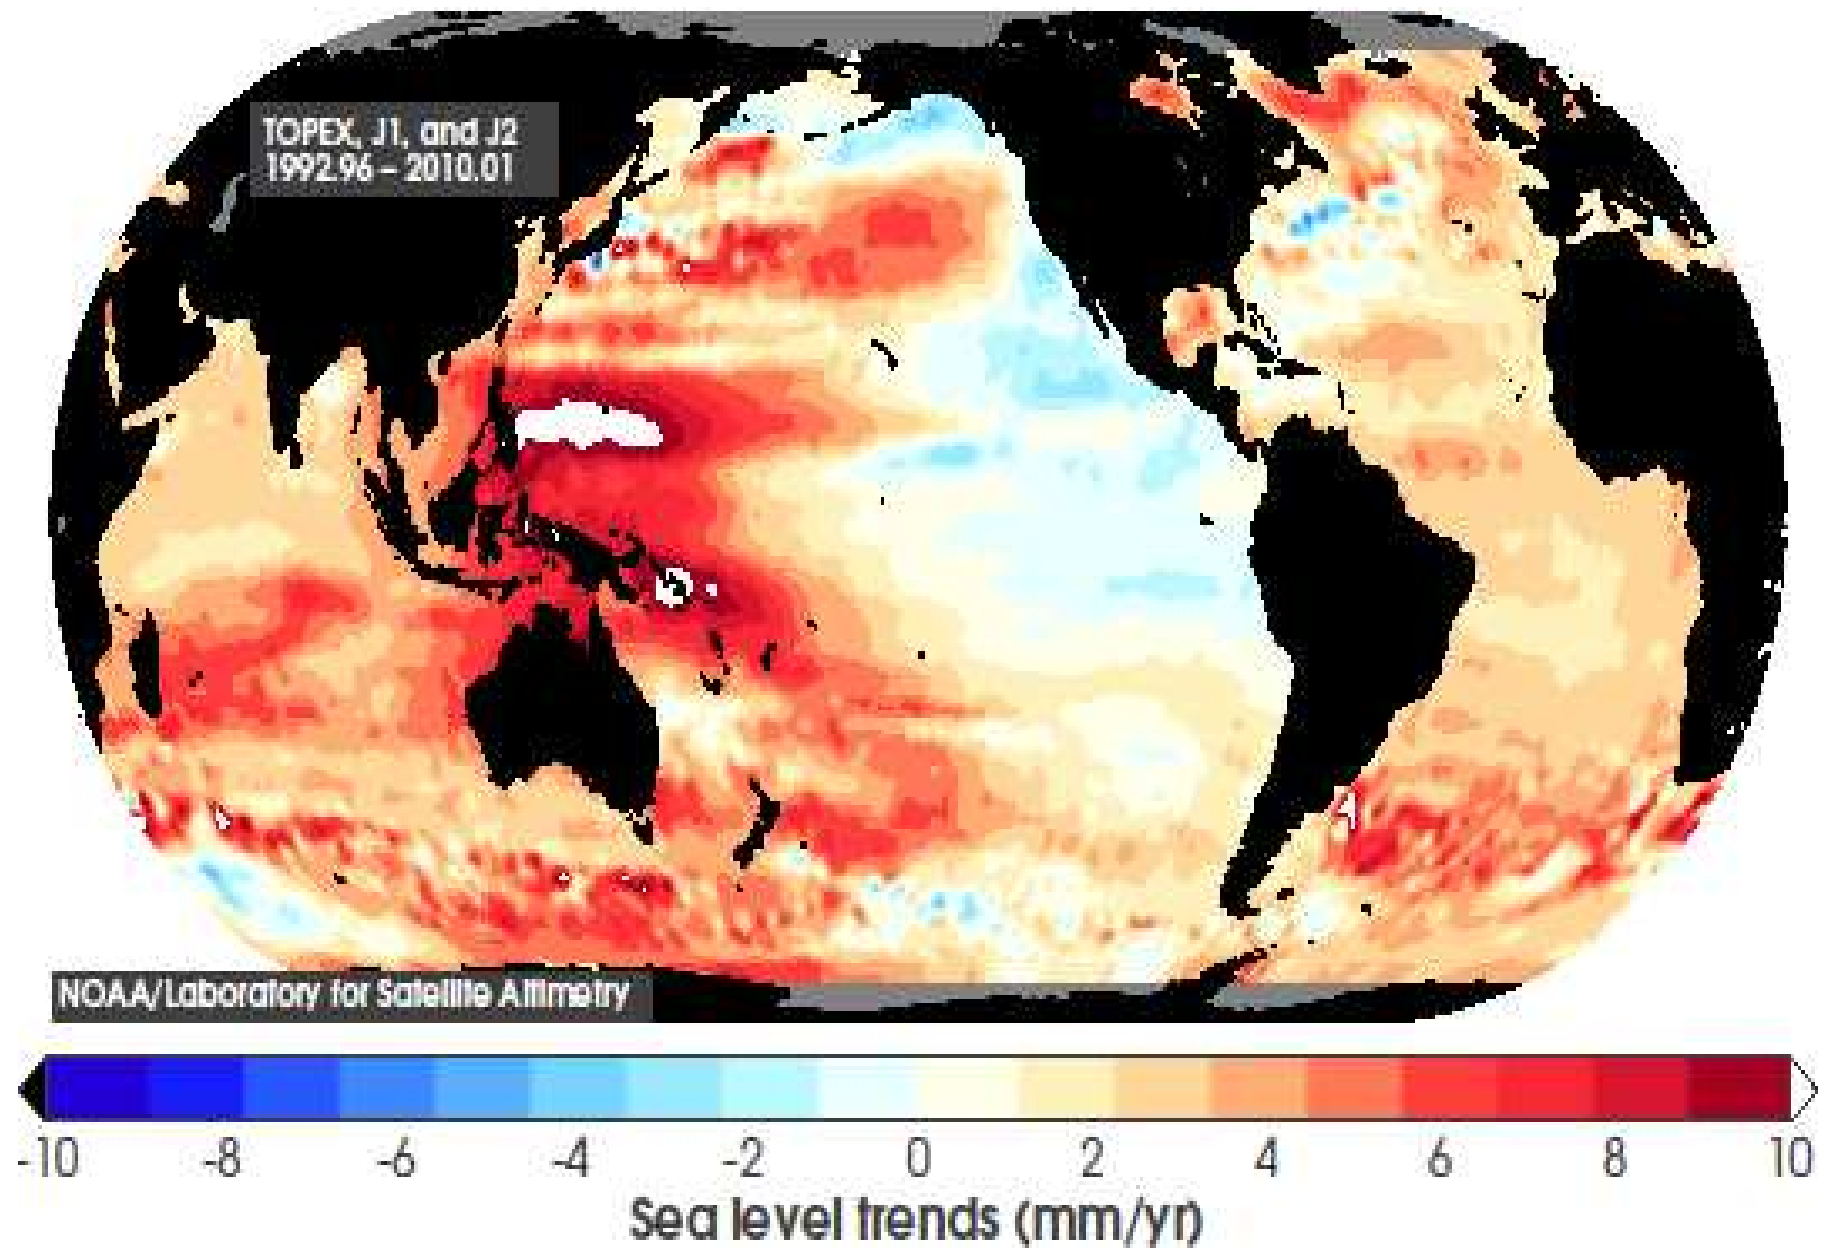 TOPEX, J1, and J2
1992.96 – 2010.01
NOAA/Laboratory for Satellite Altimetry
-10 -8 -6 -4 -2 0 2 4 6 8 10
Sea level trends (mm/yr)